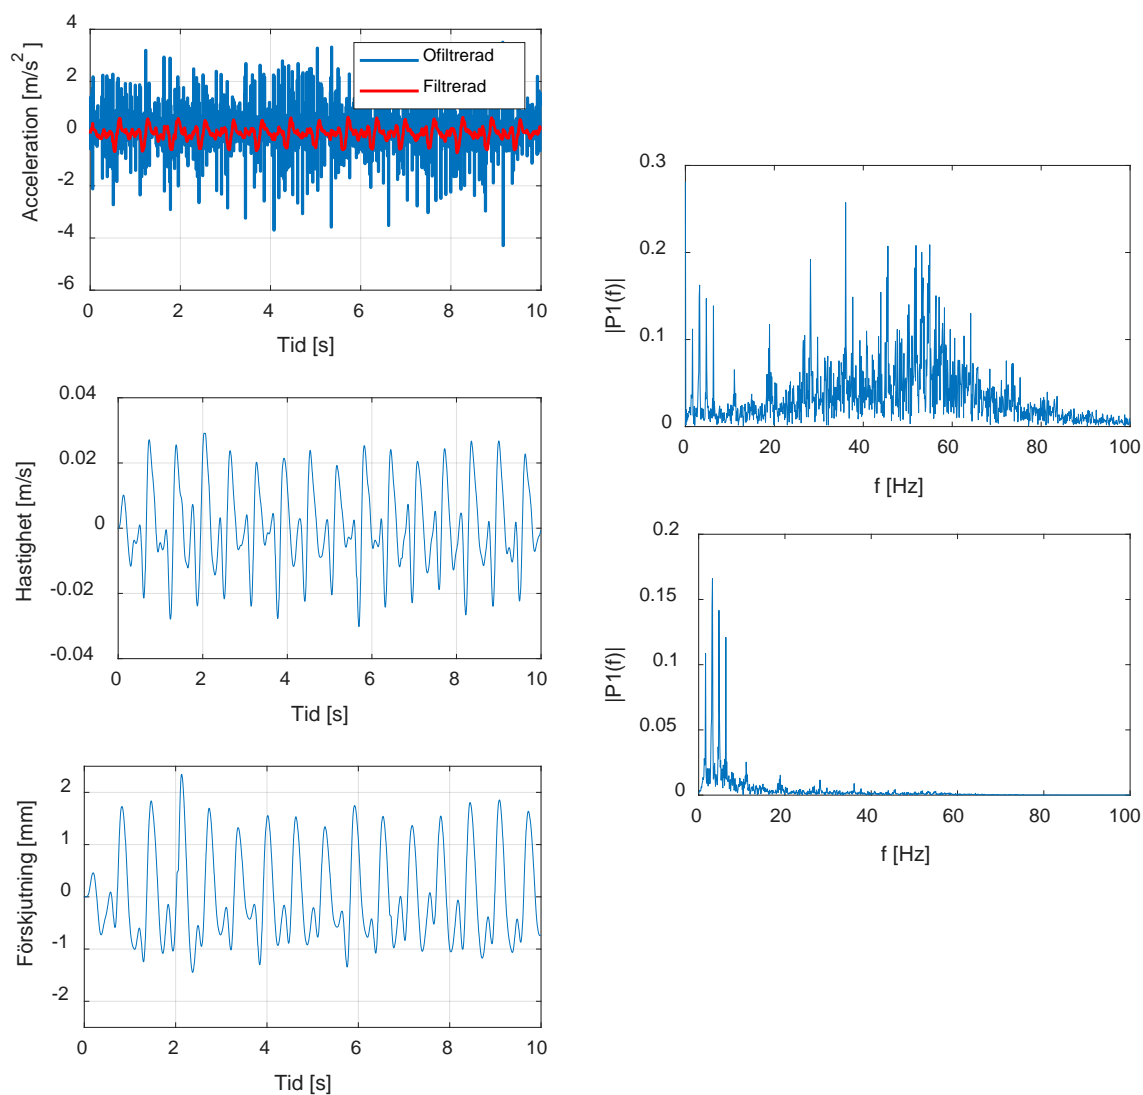 4
2
0
-2
-4
-6
Acceleration [m/s2 ]
Ofiltrerad
Filtrerad
0 2 4 6 8 10
Tid [s]
0.04
0.02
0
-0.02
-0.04
Hastighet [m/s]
0 2 4 6 8 10
Tid [s]
2
1
0
-1
-2
Förskjutning [mm]
0 2 4 6 8 10
Tid [s]
0.3
0.2
0.1
0
|P1(f)|
0 20 40 60 80 100
f [Hz]
0.2
0.15
0.1
0.05
0
|P1(f)|
0 20 40 60 80 100
f [Hz]